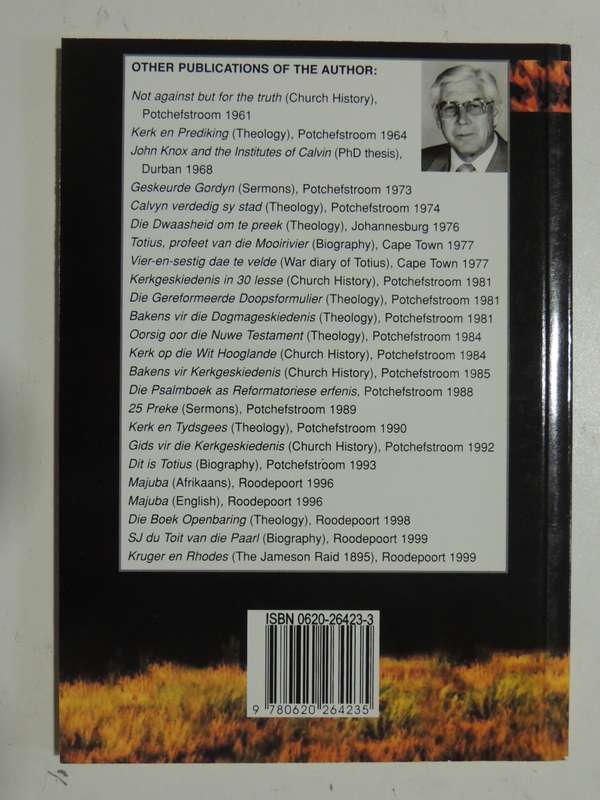 OTHER PUBLICATIONS OF THE AUTHOR:
Not against but for the truth (Church History),
Potchefstroom 1961
Kerk en Prediking (Theology), Potchefstroom 1964
John Knox and the Institutes of Calvin (PhD thesis),
Durban 1968
Geskeurde Gordyn (Sermons), Potchefstroom 1973
Calvyn verdedig sy stad (Theology), Potchefstroom 1974
Die Dwaasheid om te preek (Theology), Johannesburg 1976
Totius, profeet van die Mooirivier (Biography), Cape Town 1977
Vier-en-sestig dae te velde (War diary of Totius), Cape Town 1977
Kerkgeskiedenis in 30 lesse (Church History), Potchefstroom 1981
Die Gereformeerde Doopsformulier (Theology), Potchefstroom 1981
Bakens vir die Dogmageskiedenis (Theology), Potchefstroom 1981
Oorsig oor die Nuwe Testament (Theology), Potchefstroom 1984
Kerk op die Wit Hooglande (Church History), Potchefstroom 1984
Bakens vir Kerkgeskiedenis (Church History), Potchefstroom 1985
Die Psalmboek as Reformatoriese erfenis, Potchefstroom 1988
25 Preke (Sermons), Potchefstroom 1989
Kerk en Tydsgees (Theology), Potchefstroom 1990
Gids vir die Kerkgeskiedenis (Church History), Potchefstroom 1992
Dit is Totius (Biography), Potchefstroom 1993
Majuba (Afrikaans), Roodepoort 1996
Majuba (English), Roodepoort 1996
Die Boek Openbaring (Theology), Roodepoort 1998
SJ du Toit van die Paarl (Biography), Roodepoort 1999
Kruger en Rhodes (The Jameson Raid 1895), Roodepoort 1999
ISBN 0620-26423-3
9 780620 264235